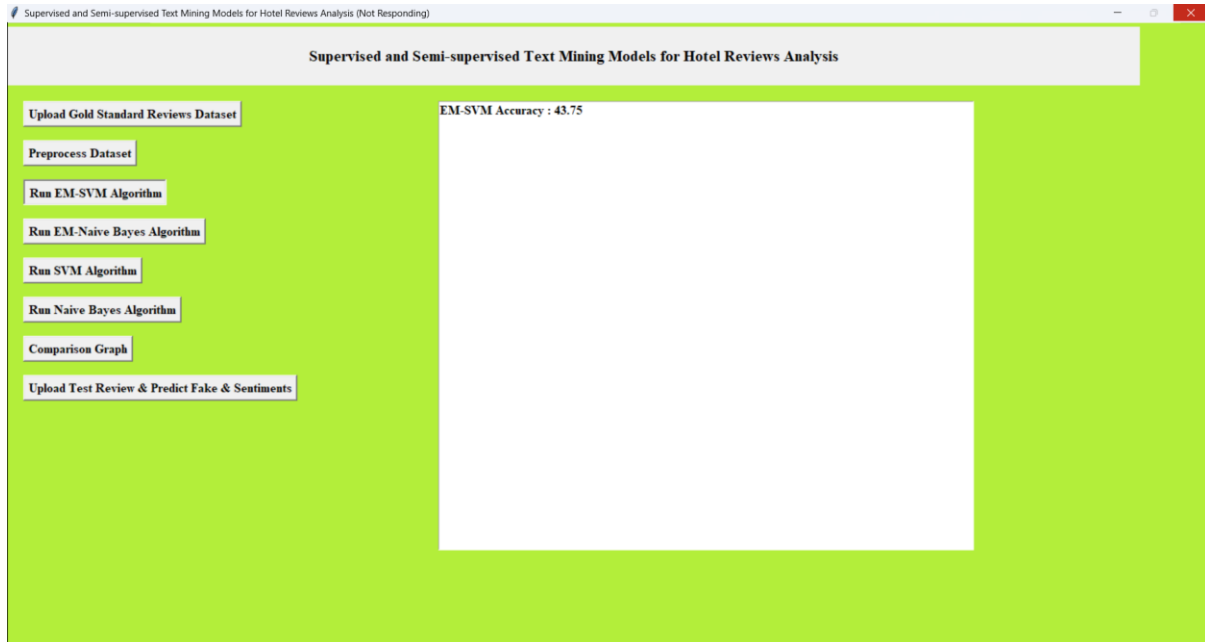 Supervised and Semi-supervised Text Mining Models for Hotel Reviews Analysis (Not Responding)
Supervised and Semi-supervised Text Mining Models for Hotel Reviews Analysis
Upload Gold Standard Reviews Dataset
EM-SVM Accuracy : 43.75
Preprocess Dataset
Run EM-SVM Algorithm
Run EM-Naive Bayes Algorithm
Run SVM Algorithm
Run Naive Bayes Algorithm
Comparison Graph
Upload Test Review & Predict Fake & Sentiments